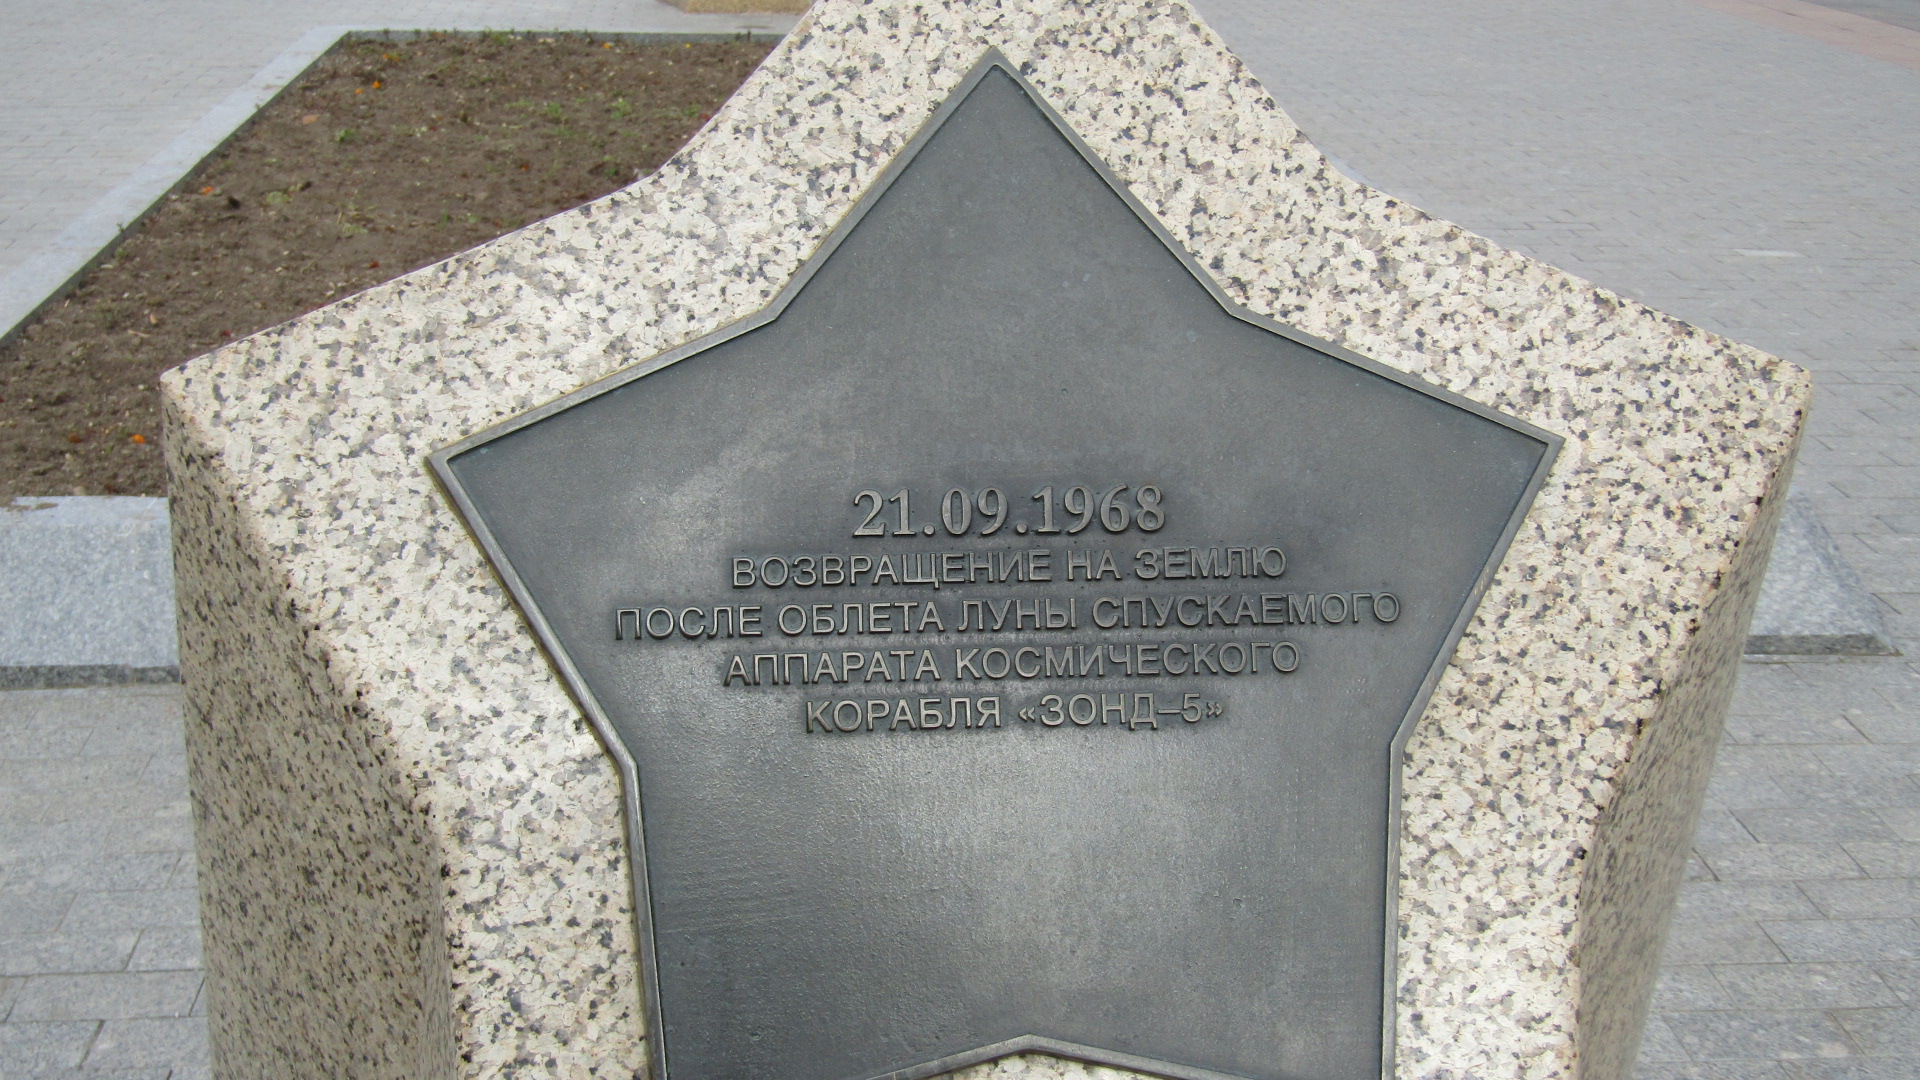 21.09.1968
ВОЗВРАЩЕНИЕ НА ЗЕМЛЮ
ПОСЛЕ ОБЛЕТА ЛУНЫ СПУСКАЕМОГО
АППАРАТА КОСМИЧЕСКОГО
КОРАБЛЯ «ЗОНД–5»